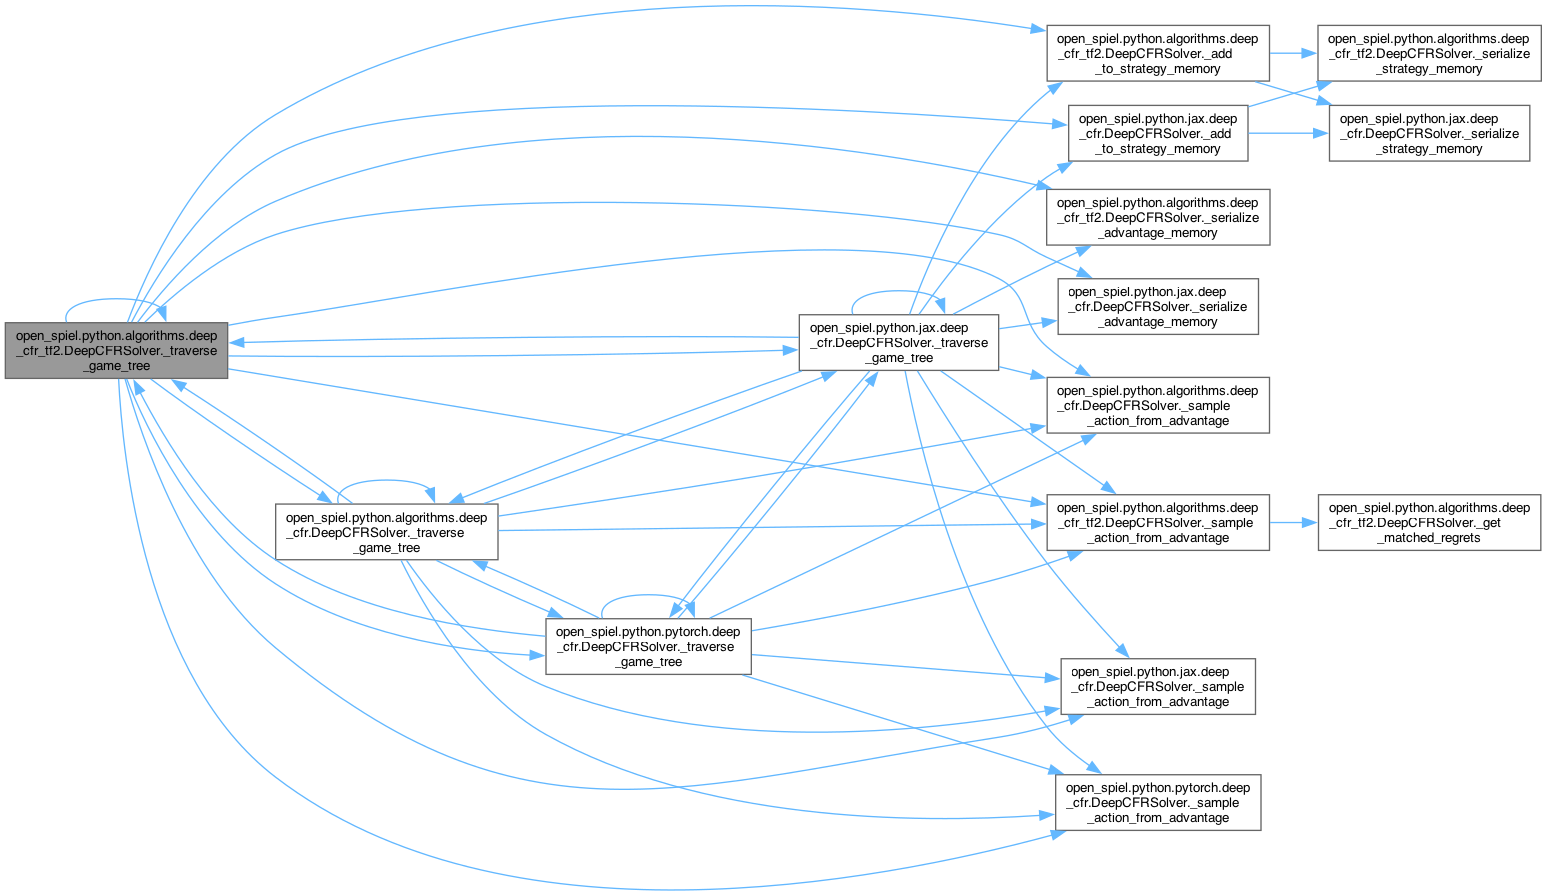 open_spiel.python.algorithms.deep
_cfr_tf2.DeepCFRSolver._traverse
_game_tree
open_spiel.python.algorithms.deep
_cfr.DeepCFRSolver._traverse
_game_tree
open_spiel.python.pytorch.deep
_cfr.DeepCFRSolver._traverse
_game_tree
open_spiel.python.jax.deep
_cfr.DeepCFRSolver._traverse
_game_tree
open_spiel.python.algorithms.deep
_cfr_tf2.DeepCFRSolver._add
_to_strategy_memory
open_spiel.python.jax.deep
_cfr.DeepCFRSolver._add
_to_strategy_memory
open_spiel.python.algorithms.deep
_cfr_tf2.DeepCFRSolver._serialize
_advantage_memory
open_spiel.python.jax.deep
_cfr.DeepCFRSolver._serialize
_advantage_memory
open_spiel.python.algorithms.deep
_cfr.DeepCFRSolver._sample
_action_from_advantage
open_spiel.python.algorithms.deep
_cfr_tf2.DeepCFRSolver._sample
_action_from_advantage
open_spiel.python.jax.deep
_cfr.DeepCFRSolver._sample
_action_from_advantage
open_spiel.python.pytorch.deep
_cfr.DeepCFRSolver._sample
_action_from_advantage
open_spiel.python.algorithms.deep
_cfr_tf2.DeepCFRSolver._serialize
_strategy_memory
open_spiel.python.jax.deep
_cfr.DeepCFRSolver._serialize
_strategy_memory
open_spiel.python.algorithms.deep
_cfr_tf2.DeepCFRSolver._get
_matched_regrets